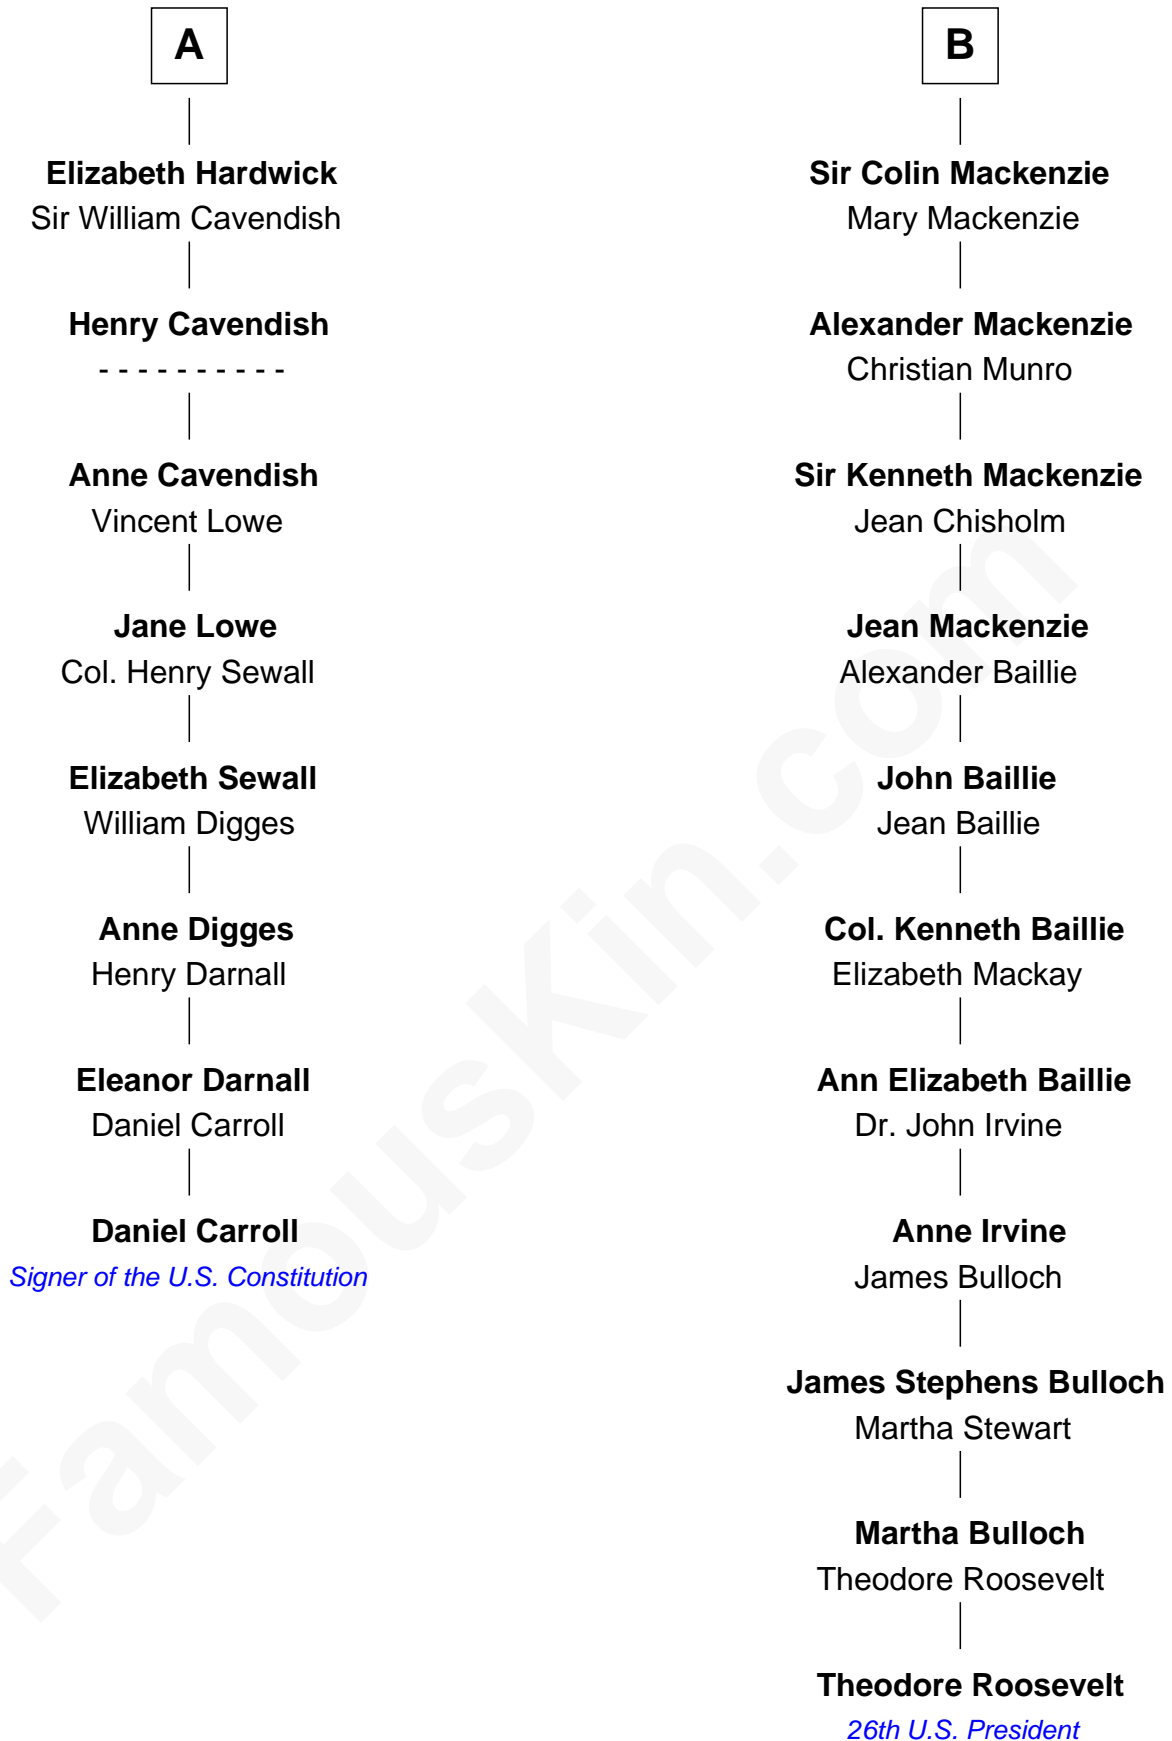 A
Elizabeth Hardwick
Sir William Cavendish
Henry Cavendish
- - - - - - - - - -
Anne Cavendish
Vincent Lowe
Jane Lowe
Col. Henry Sewall
Elizabeth Sewall
William Digges
Anne Digges
Henry Darnall
Eleanor Darnall
Daniel Carroll
Daniel Carroll
Signer of the U.S. Constitution
B
Sir Colin Mackenzie
Mary Mackenzie
Alexander Mackenzie
Christian Munro
Sir Kenneth Mackenzie
Jean Chisholm
Jean Mackenzie
Alexander Baillie
John Baillie
Jean Baillie
Col. Kenneth Baillie
Elizabeth Mackay
Ann Elizabeth Baillie
Dr. John Irvine
Anne Irvine
James Bulloch
James Stephens Bulloch
Martha Stewart
Martha Bulloch
Theodore Roosevelt
Theodore Roosevelt
26th U.S. President
FamousKin.com